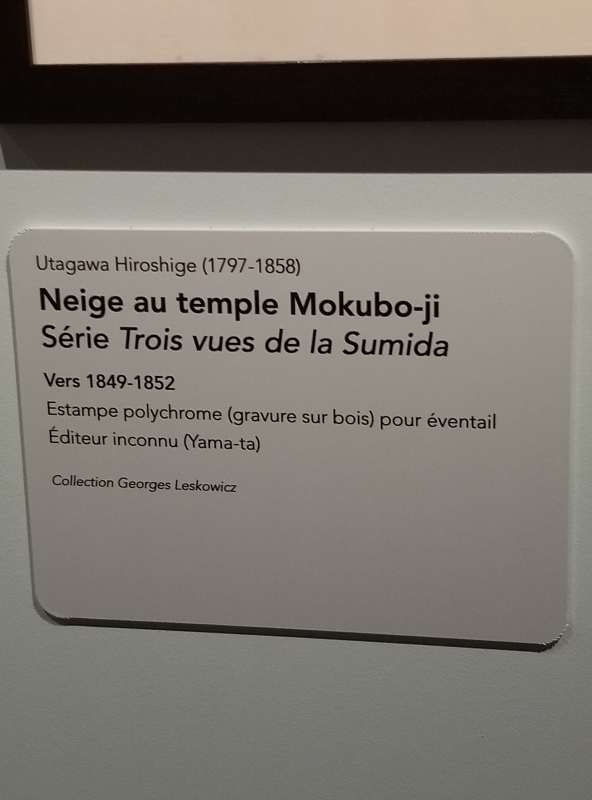 Utagawa Hiroshige (1797-1858)
Neige au temple Mokubo-ji
Série Trois vues de la Sumida
Vers 1849-1852
Estampe polychrome (gravure sur bois) pour éventail
Éditeur inconnu (Yama-ta)
Collection Georges Leskowicz